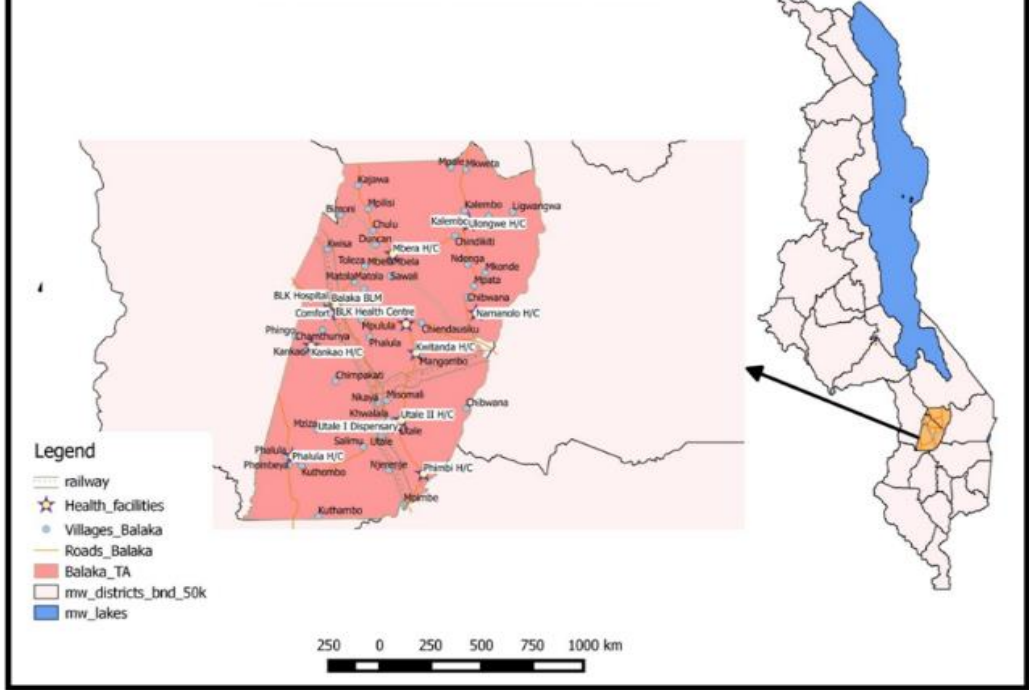 Mpale Mkweta
Kajawa
Bimoni Mpilisi Kalembo Ligwangwa
Chulu Kalembo Ulongwe H/C
Kwisa Duncan Chindikiti
Mbera H/C
Toleza Mbela Mbela Ndenga Mkonde
Matola Matola Sawali Mpata
BLK Hospital Balaka BLM Chibwana
Comfort BLK Health Centre Namanolo H/C
Phingo Chamthunya Mpulula Chiendausiku
Kankao Kankao H/C Phalula Kwitanda H/C
Mangombo
Chimpakati
Nkaya Misomali
Khwalala Utale II H/C Chibwana
Mziza Utale I Dispensary Utale
Salimu Utale
Phalula Phalula H/C
Phombeya Kuthombo Njerenje Phimbi H/C
Mpimbe
Kuthambo
Legend
railway
Health_facilities
Villages_Balaka
Roads_Balaka
Balaka_TA
mw_districts_bnd_50k
mw_lakes
250 0 250 500 750 1000 km